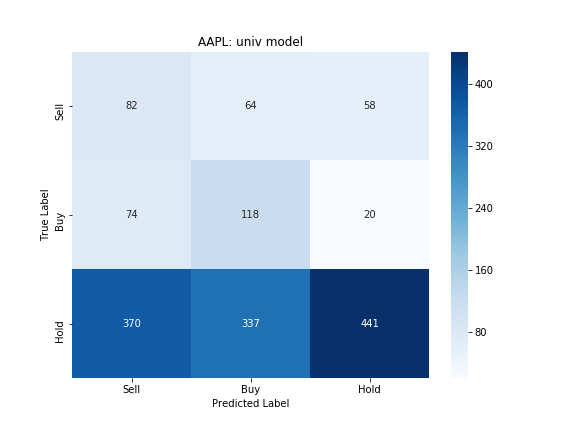 AAPL: univ model
Sell 82 64 58
Buy 74 118 20
Hold 370 337 441
True Label
Sell Buy Hold
Predicted Label
400
320
240
160
80